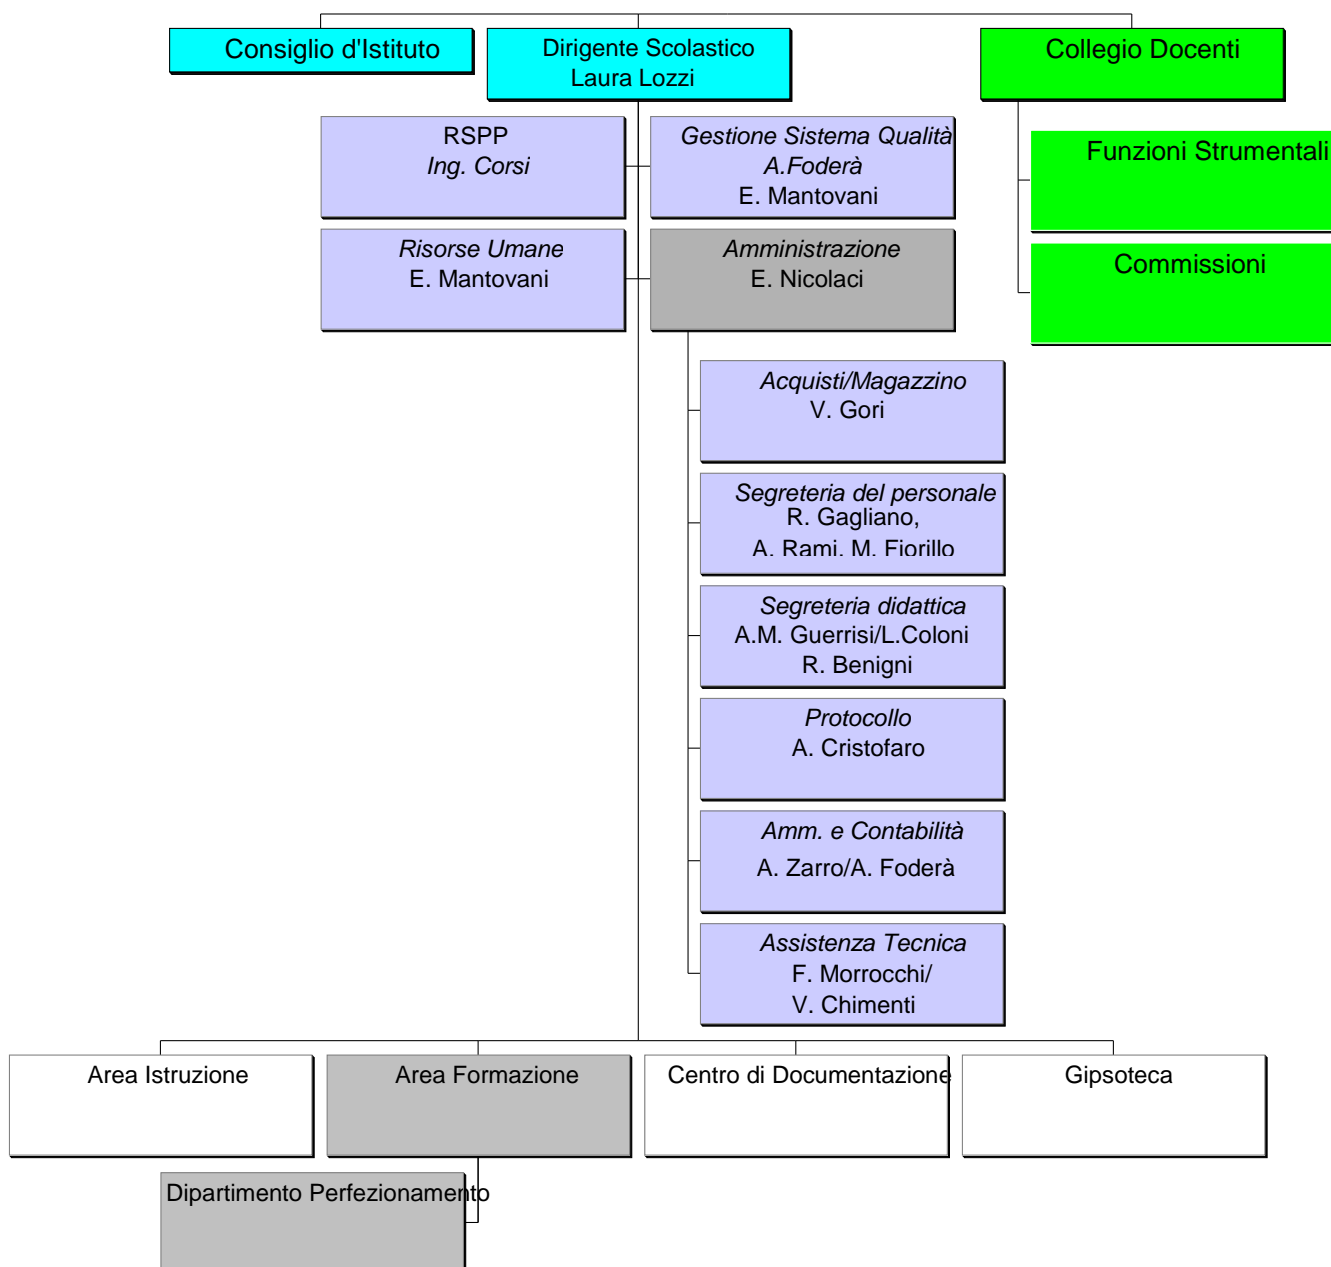 Consiglio d'Istituto
Dirigente Scolastico
Laura Lozzi
Collegio Docenti
RSPP
Ing. Corsi
Gestione Sistema Qualità
A.Foderà
E. Mantovani
Funzioni Strumentali
Risorse Umane
E. Mantovani
Amministrazione
E. Nicolaci
Commissioni
Acquisti/Magazzino
V. Gori
Segreteria del personale
R. Gagliano,
A. Rami, M. Fiorillo
Segreteria didattica
A.M. Guerrisi/L.Coloni
R. Benigni
Protocollo
A. Cristofaro
Amm. e Contabilità
A. Zarro/A. Foderà
Assistenza Tecnica
F. Morrocchi/
V. Chimenti
Area Istruzione
Area Formazione
Centro di Documentazione
Gipsoteca
Dipartimento Perfezionamento